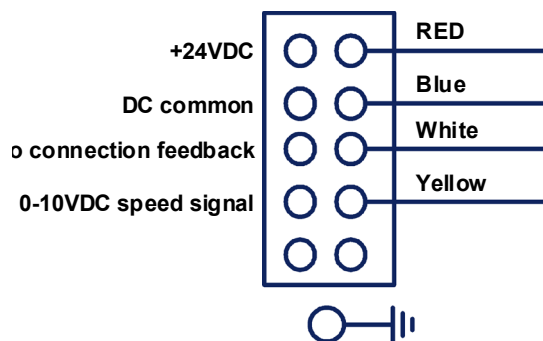 +24VDC RED
DC common Blue
o connection feedback White
0-10VDC speed signal Yellow